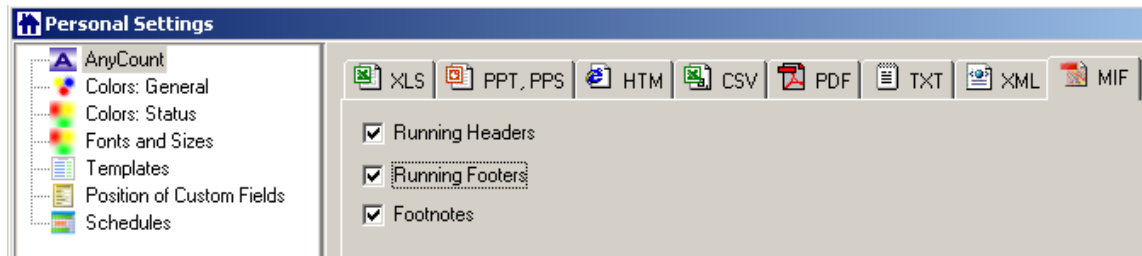 Personal Settings
AnyCount
Colors: General
Colors: Status
Fonts and Sizes
Templates
Position of Custom Fields
Schedules
XLS PPT, PPS HTM CSV PDF TXT XML MIF
Running Headers
Running Footers
Footnotes